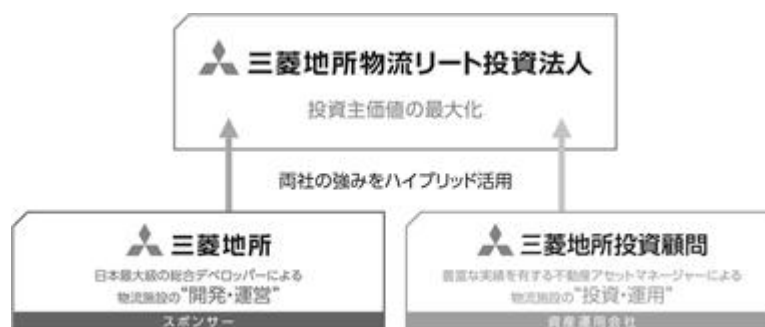 三菱地所物流リート投資法人
投資主価値の最大化
両社の強みをハイブリッド活用
三菱地所
日本最大級の総合デベロッパーによる
物流施設の"開発・運営"
スポンサー
三菱地所投資顧問
豊富な実績を有する不動産アセットマネージャーによる
物流施設の"投資・運用"
資産運用会社